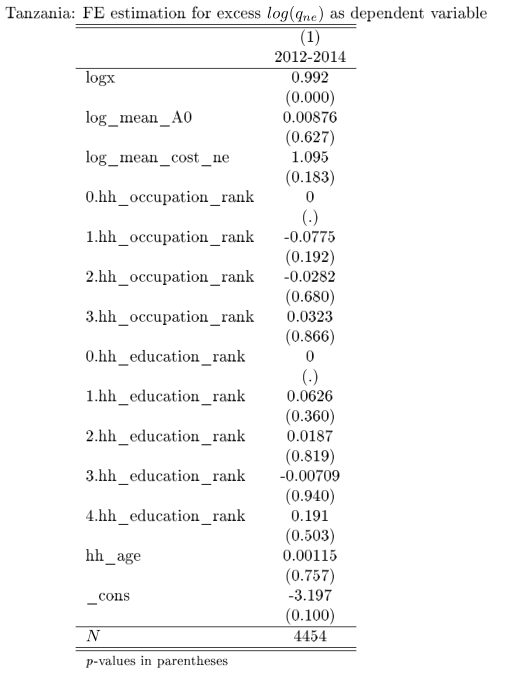 Tanzania: FE estimation for excess log(q_ne) as dependent variable
(1)
2012-2014
logx 0.992
(0.000)
log_mean_A0 0.00876
(0.627)
log_mean_cost_ne 1.095
(0.183)
0.hh_occupation_rank 0
(.)
1.hh_occupation_rank -0.0775
(0.192)
2.hh_occupation_rank -0.0282
(0.680)
3.hh_occupation_rank 0.0323
(0.866)
0.hh_education_rank 0
(.)
1.hh_education_rank 0.0626
(0.360)
2.hh_education_rank 0.0187
(0.819)
3.hh_education_rank -0.00709
(0.940)
4.hh_education_rank 0.191
(0.503)
hh_age 0.00115
(0.757)
_cons -3.197
(0.100)
N 4454
p-values in parentheses